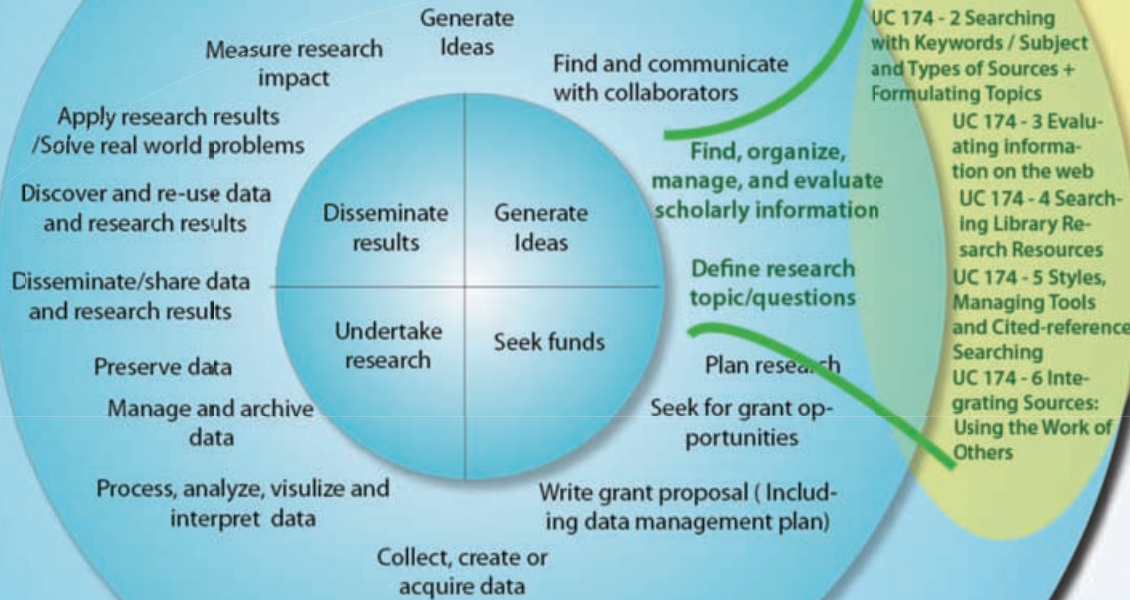 Generate
Ideas
Measure research
impact
Find and communicate
with collaborators
Apply research results
/Solve real world problems
Find, organize,
manage, and evaluate
scholarly information
Discover and re-use data
and research results
Disseminate
results
Generate
Ideas
Define research
topic/questions
Disseminate/share data
and research results
Undertake
research
Seek funds
Plan research
Preserve data
Manage and archive
data
Seek for grant op-
portunities
Process, analyze, visulize and
interpret data
Write grant proposal ( Includ-
ing data management plan)
Collect, create or
acquire data
UC 174 - 2 Searching
with Keywords / Subject
and Types of Sources +
Formulating Topics
UC 174 - 3 Evalu-
ating informa-
tion on the web
UC 174 - 4 Search-
ing Library Re-
sarch Resources
UC 174 - 5 Styles,
Managing Tools
and Cited-reference
Searching
UC 174 - 6 Inte-
grating Sources:
Using the Work of
Others